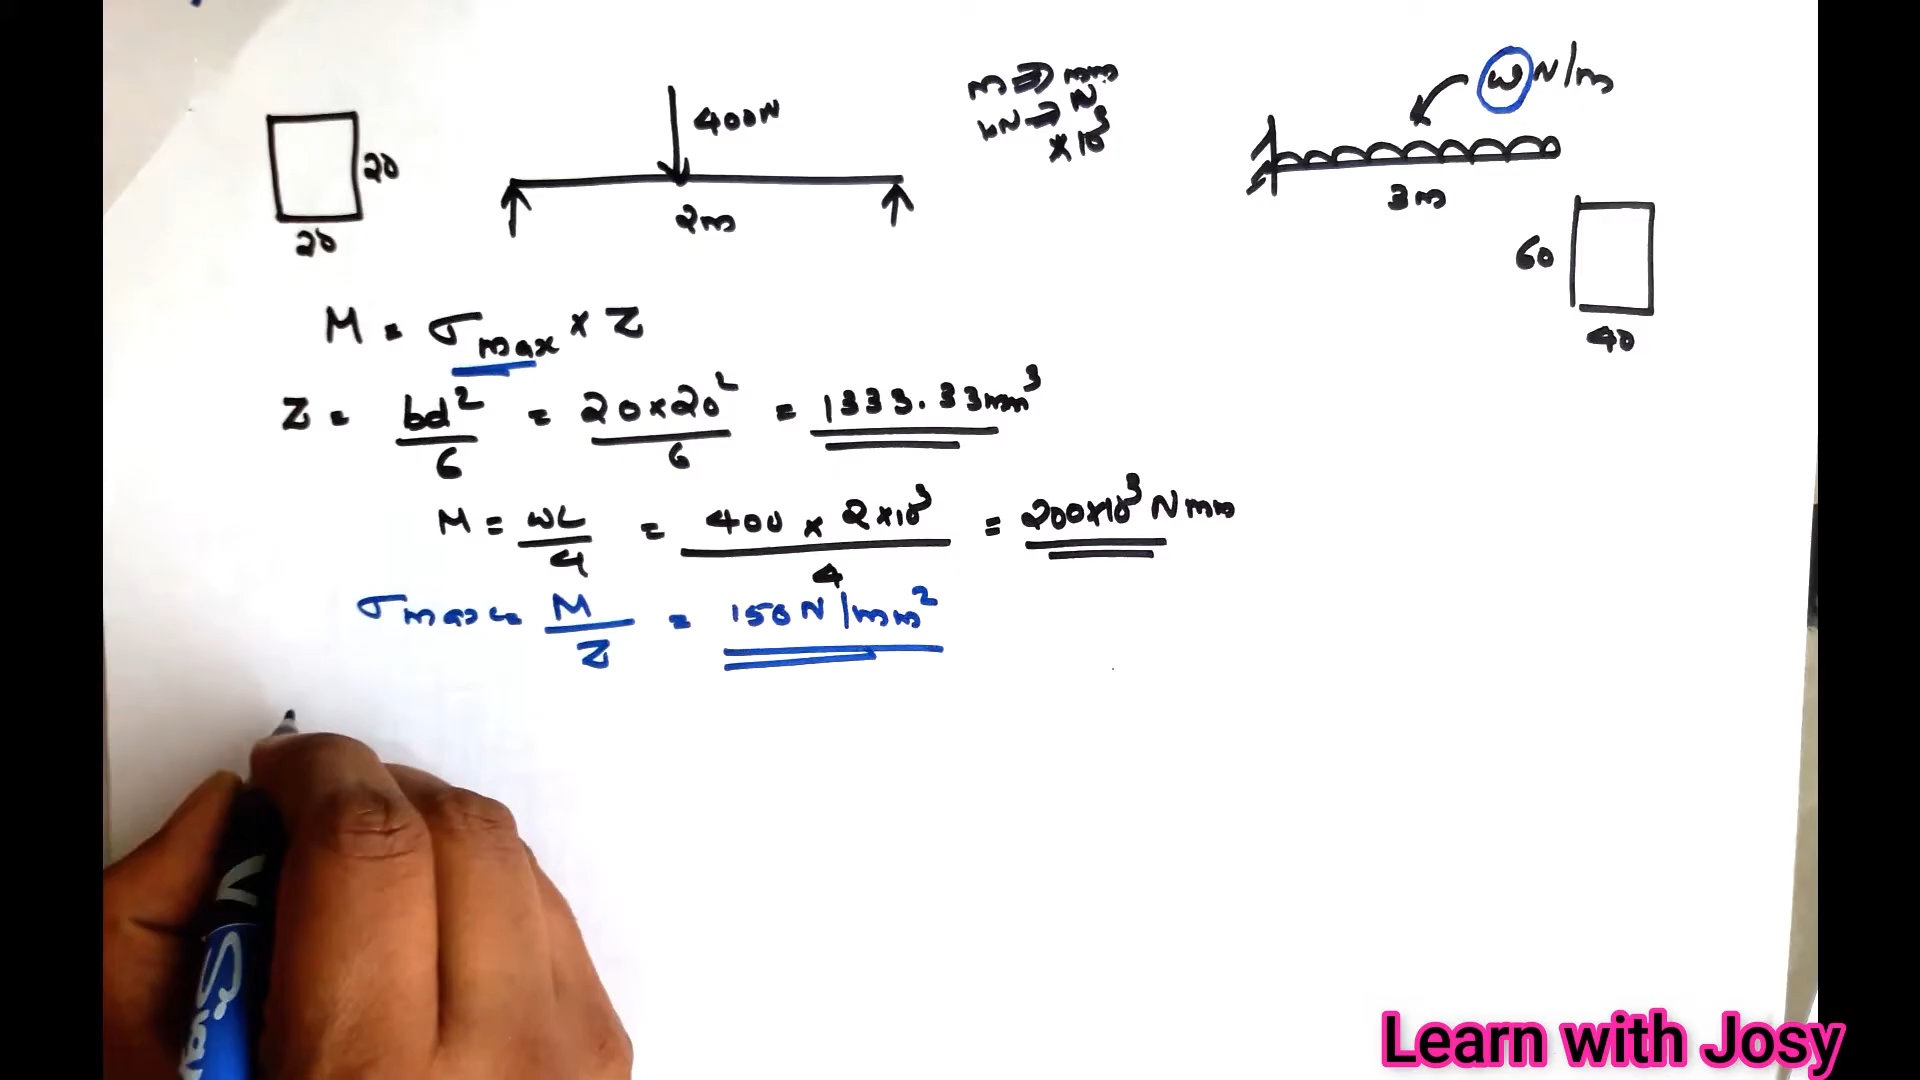 20
20
400N
2m
m ⇒ mm
kN → N
× 10³
w N/m
3m
60
40
M = σmax × Z
Z = bd²/6 = 20×20²/6 = 1333.33mm³
M = WL/4 = 400 × 2×10³/4 = 200×10³ Nmm
σmax = M/Z = 150N/mm²
Learn with Josy